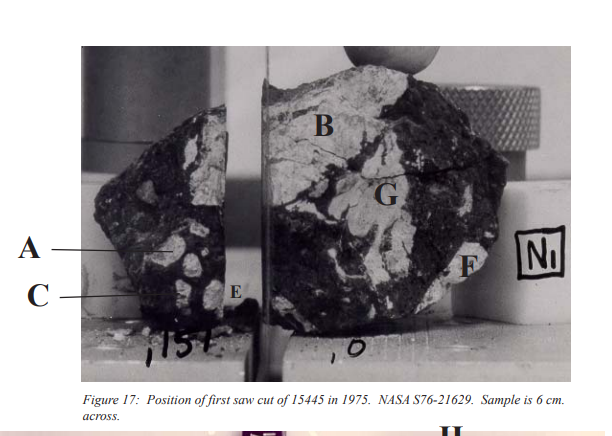 B
G
A
F
N1
C
E
,151
,0
Figure 17: Position of first saw cut of 15445 in 1975. NASA S76-21629. Sample is 6 cm.
across.